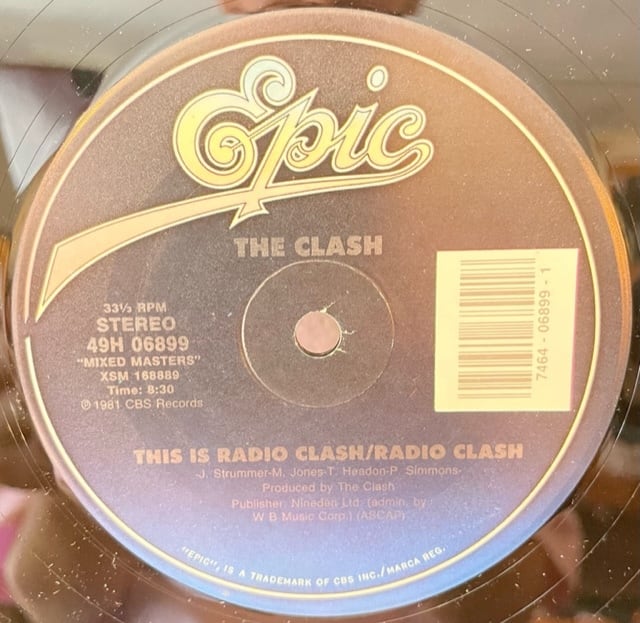 Epic
THE CLASH
33⅓ RPM
STEREO
49H 06899
"MIXED MASTERS"
XSM 168889
Time: 8:30
℗ 1981 CBS Records
7464 - 06899 - 1
THIS IS RADIO CLASH/RADIO CLASH
-J. Strummer-M. Jones-T. Headon-P. Simmons-
Produced by The Clash
Publisher: Nineden Ltd. (admin. by
W B Music Corp.) (ASCAP)
"EPIC", IS A TRADEMARK OF CBS INC./MARCA REG.